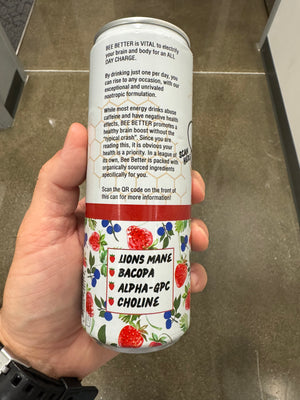 BEE BETTER is VITAL to electrify
your brain and body for an ALL
DAY CHARGE.
By drinking just one per day, you
can rise to any occasion, with our
exceptional and unrivaled
nootropic formulation.
While most energy drinks abuse
caffeine and have negative health
effects, BEE BETTER promotes a
healthy brain boost without the
"typical crash". Since you are
reading this, it is obvious your
health is a priority. In a league of
its own, Bee Better is packed with
organically sourced ingredients
specifically for you.
Scan the QR code on the front of
this can for more information!
SCAN
LIONS MANE
BACOPA
ALPHA-GPC
CHOLINE